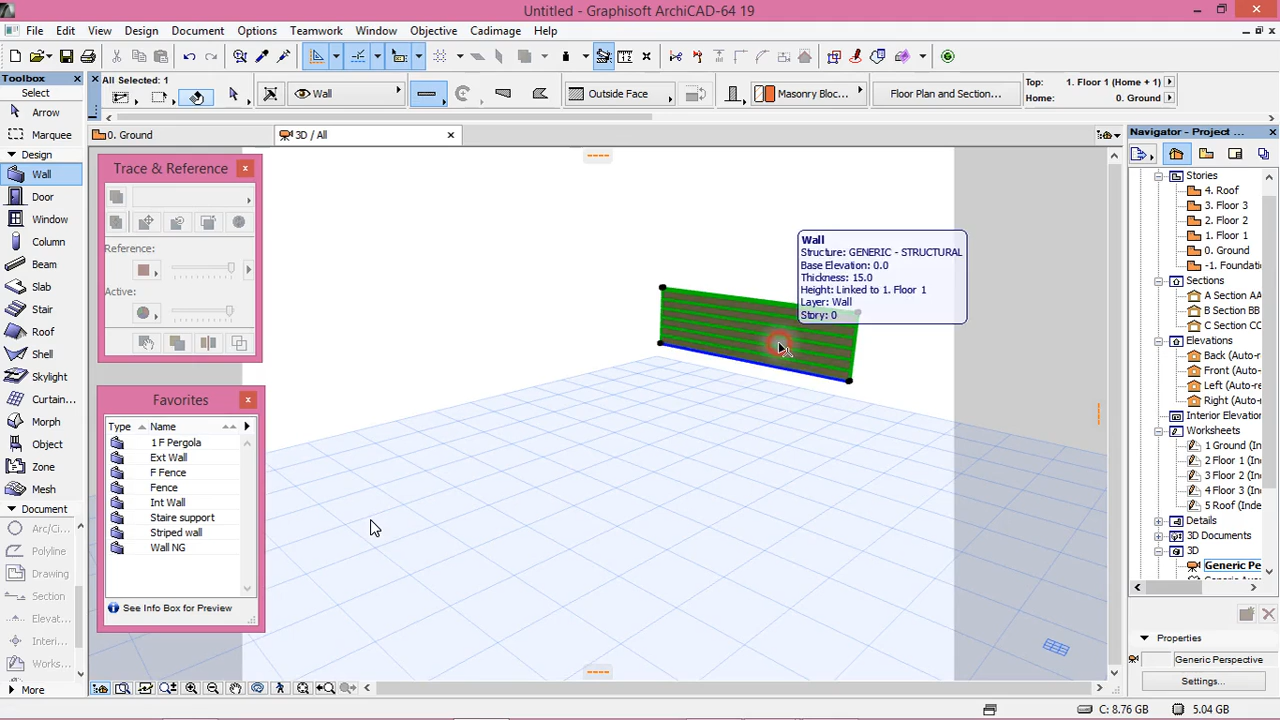 Untitled - Graphisoft ArchiCAD-64 19
File Edit View Design Document Options Teamwork Window Objective Cadimage Help
Toolbox
Select
Arrow
Marquee
Design
Wall
Door
Window
Column
Beam
Slab
Stair
Roof
Shell
Skylight
Curtain...
Morph
Object
Zone
Mesh
Document
Arc/Ci...
Polyline
Drawing
Section
Elevat...
Interi...
Works...
More
All Selected: 1
Wall
Outside Face
Masonry Bloc...
Floor Plan and Section...
Top: 1. Floor 1 (Home + 1)
Home: 0. Ground
0. Ground
3D / All
Trace & Reference
Reference:
Active:
Favorites
Type Name
1 F Pergola
Ext Wall
F Fence
Fence
Int Wall
Staire support
Striped wall
Wall NG
See Info Box for Preview
Wall
Structure: GENERIC - STRUCTURAL
Base Elevation: 0.0
Thickness: 15.0
Height: Linked to 1. Floor 1
Layer: Wall
Story: 0
Navigator - Project ...
Stories
4. Roof
3. Floor 3
2. Floor 2
1. Floor 1
0. Ground
-1. Foundati
Sections
A Section AA
B Section BB
C Section CC
Elevations
Back (Auto-r
Front (Auto-
Left (Auto-re
Right (Auto-
Interior Elevation
Worksheets
1 Ground (In
2 Floor 1 (In
3 Floor 2 (In
4 Floor 3 (In
5 Roof (Inde
Details
3D Documents
3D
Generic Pe
Properties
Generic Perspective
Settings...
C: 8.76 GB
5.04 GB